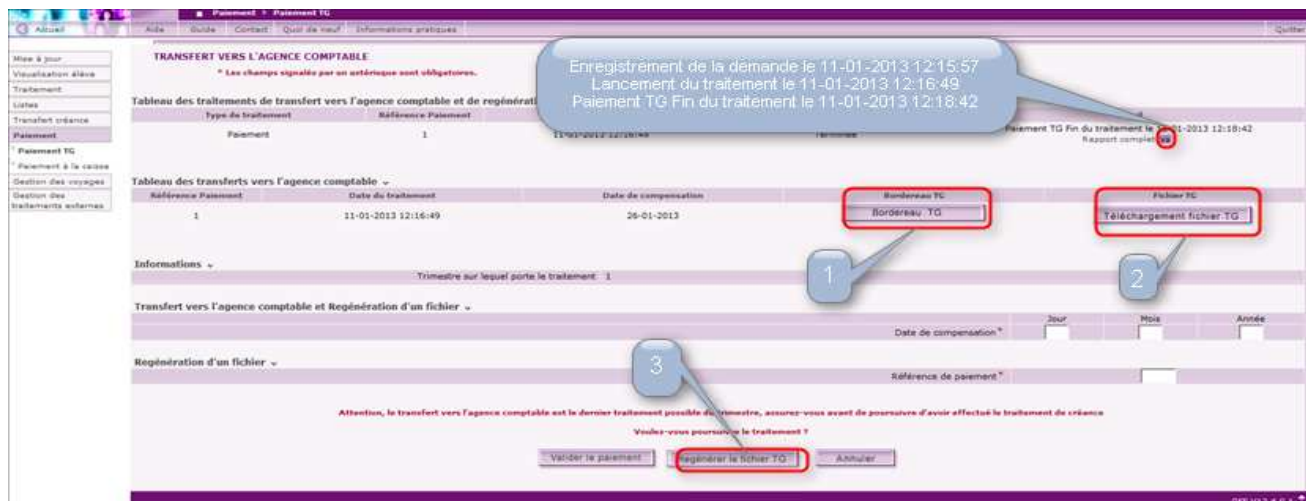 Paiement > Paiement TG
Accueil Aide Guide Contact Quoi de neuf Informations pratiques Quitter
Mise à jour
Visualisation élève
Traitement
Listes
Transfert créance
Paiement
Paiement TG
Paiement à la caisse
Gestion des voyages
Gestion des traitements externes
TRANSFERT VERS L'AGENCE COMPTABLE
* Les champs signalés par un astérisque sont obligatoires.
Enregistrement de la demande le 11-01-2013 12:15:57
Lancement du traitement le 11-01-2013 12:16:49
Paiement TG Fin du traitement le 11-01-2013 12:18:42
Tableau des traitements de transfert vers l'agence comptable et de regénérati
Type de traitement Référence Paiement
Paiement 1 11-01-2013 12:16:49 Terminée Paiement TG Fin du traitement le 11-01-2013 12:18:42
Rapport complet
Tableau des transferts vers l'agence comptable
Référence Paiement Date du traitement Date de compensation Bordereau TG Fichier TG
1 11-01-2013 12:16:49 26-01-2013 Bordereau TG Téléchargement fichier TG
1 2
Informations
Trimestre sur lequel porte le traitement 1
Transfert vers l'agence comptable et Regénération d'un fichier
Jour Mois Année
Date de compensation *
Regénération d'un fichier
3
Référence de paiement *
Attention, le transfert vers l'agence comptable est le dernier traitement possible du trimestre, assurez-vous avant de poursuivre d'avoir effectué le traitement de créance
Voulez-vous poursuivre le traitement ?
Valider le paiement Regénérer le fichier TG Annuler